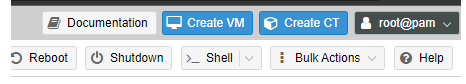 Documentation Create VM Create CT root@pam
Reboot Shutdown >_ Shell Bulk Actions Help